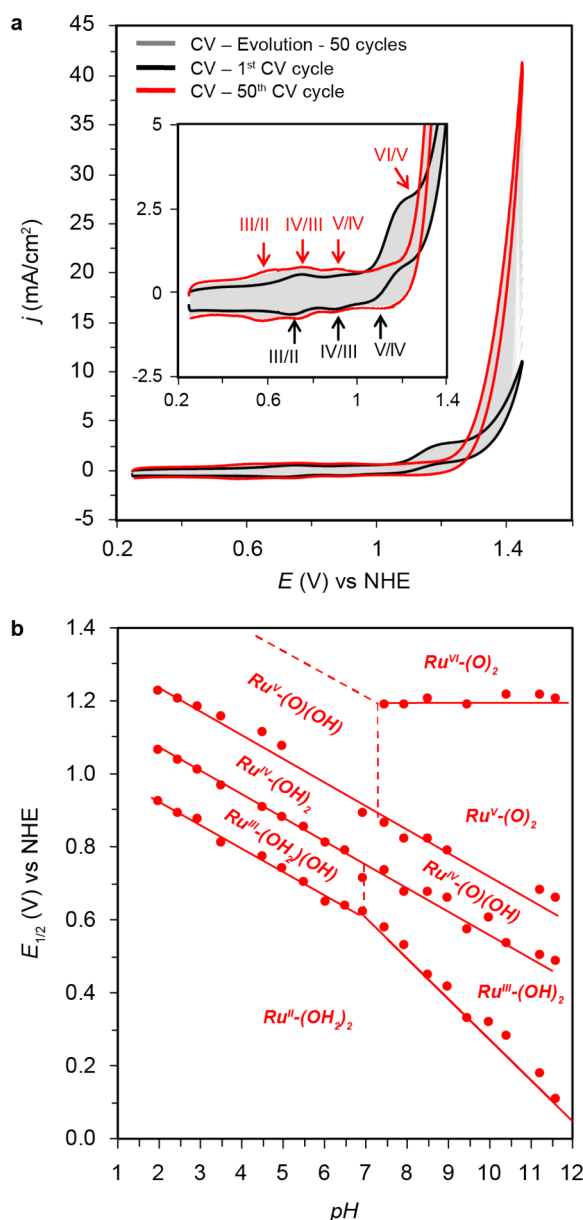 a
CV – Evolution - 50 cycles
CV – 1st CV cycle
CV – 50th CV cycle
j (mA/cm2)
45
40
35
30
25
20
15
10
5
0
-5
5
2.5
0
-2.5
VI/V
III/II IV/III V/IV
III/II IV/III V/IV
0.2 0.6 1 1.4
0.2 0.6 1 1.4
E (V) vs NHE
b
E1/2 (V) vs NHE
1.4
1.2
1.0
0.8
0.6
0.4
0.2
0.0
RuVI-(O)2
RuV-(O)(OH)
RuIV-(OH)2
RuV-(O)2
RuIII-(OH2)(OH)
RuIV-(O)(OH)
RuIII-(OH)2
RuII-(OH2)2
1 2 3 4 5 6 7 8 9 10 11 12
pH